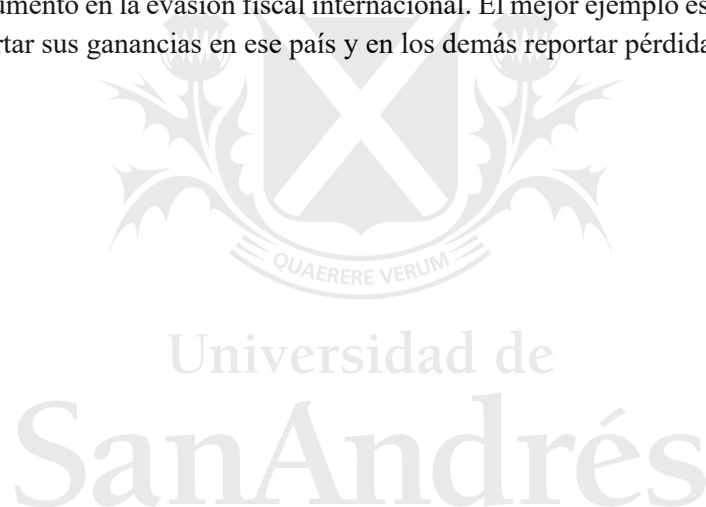 umento en la evasión fiscal internacional. El mejor ejemplo es
rtar sus ganancias en ese país y en los demás reportar pérdida
QUAERERE VERUM
Universidad de
SanAndrés